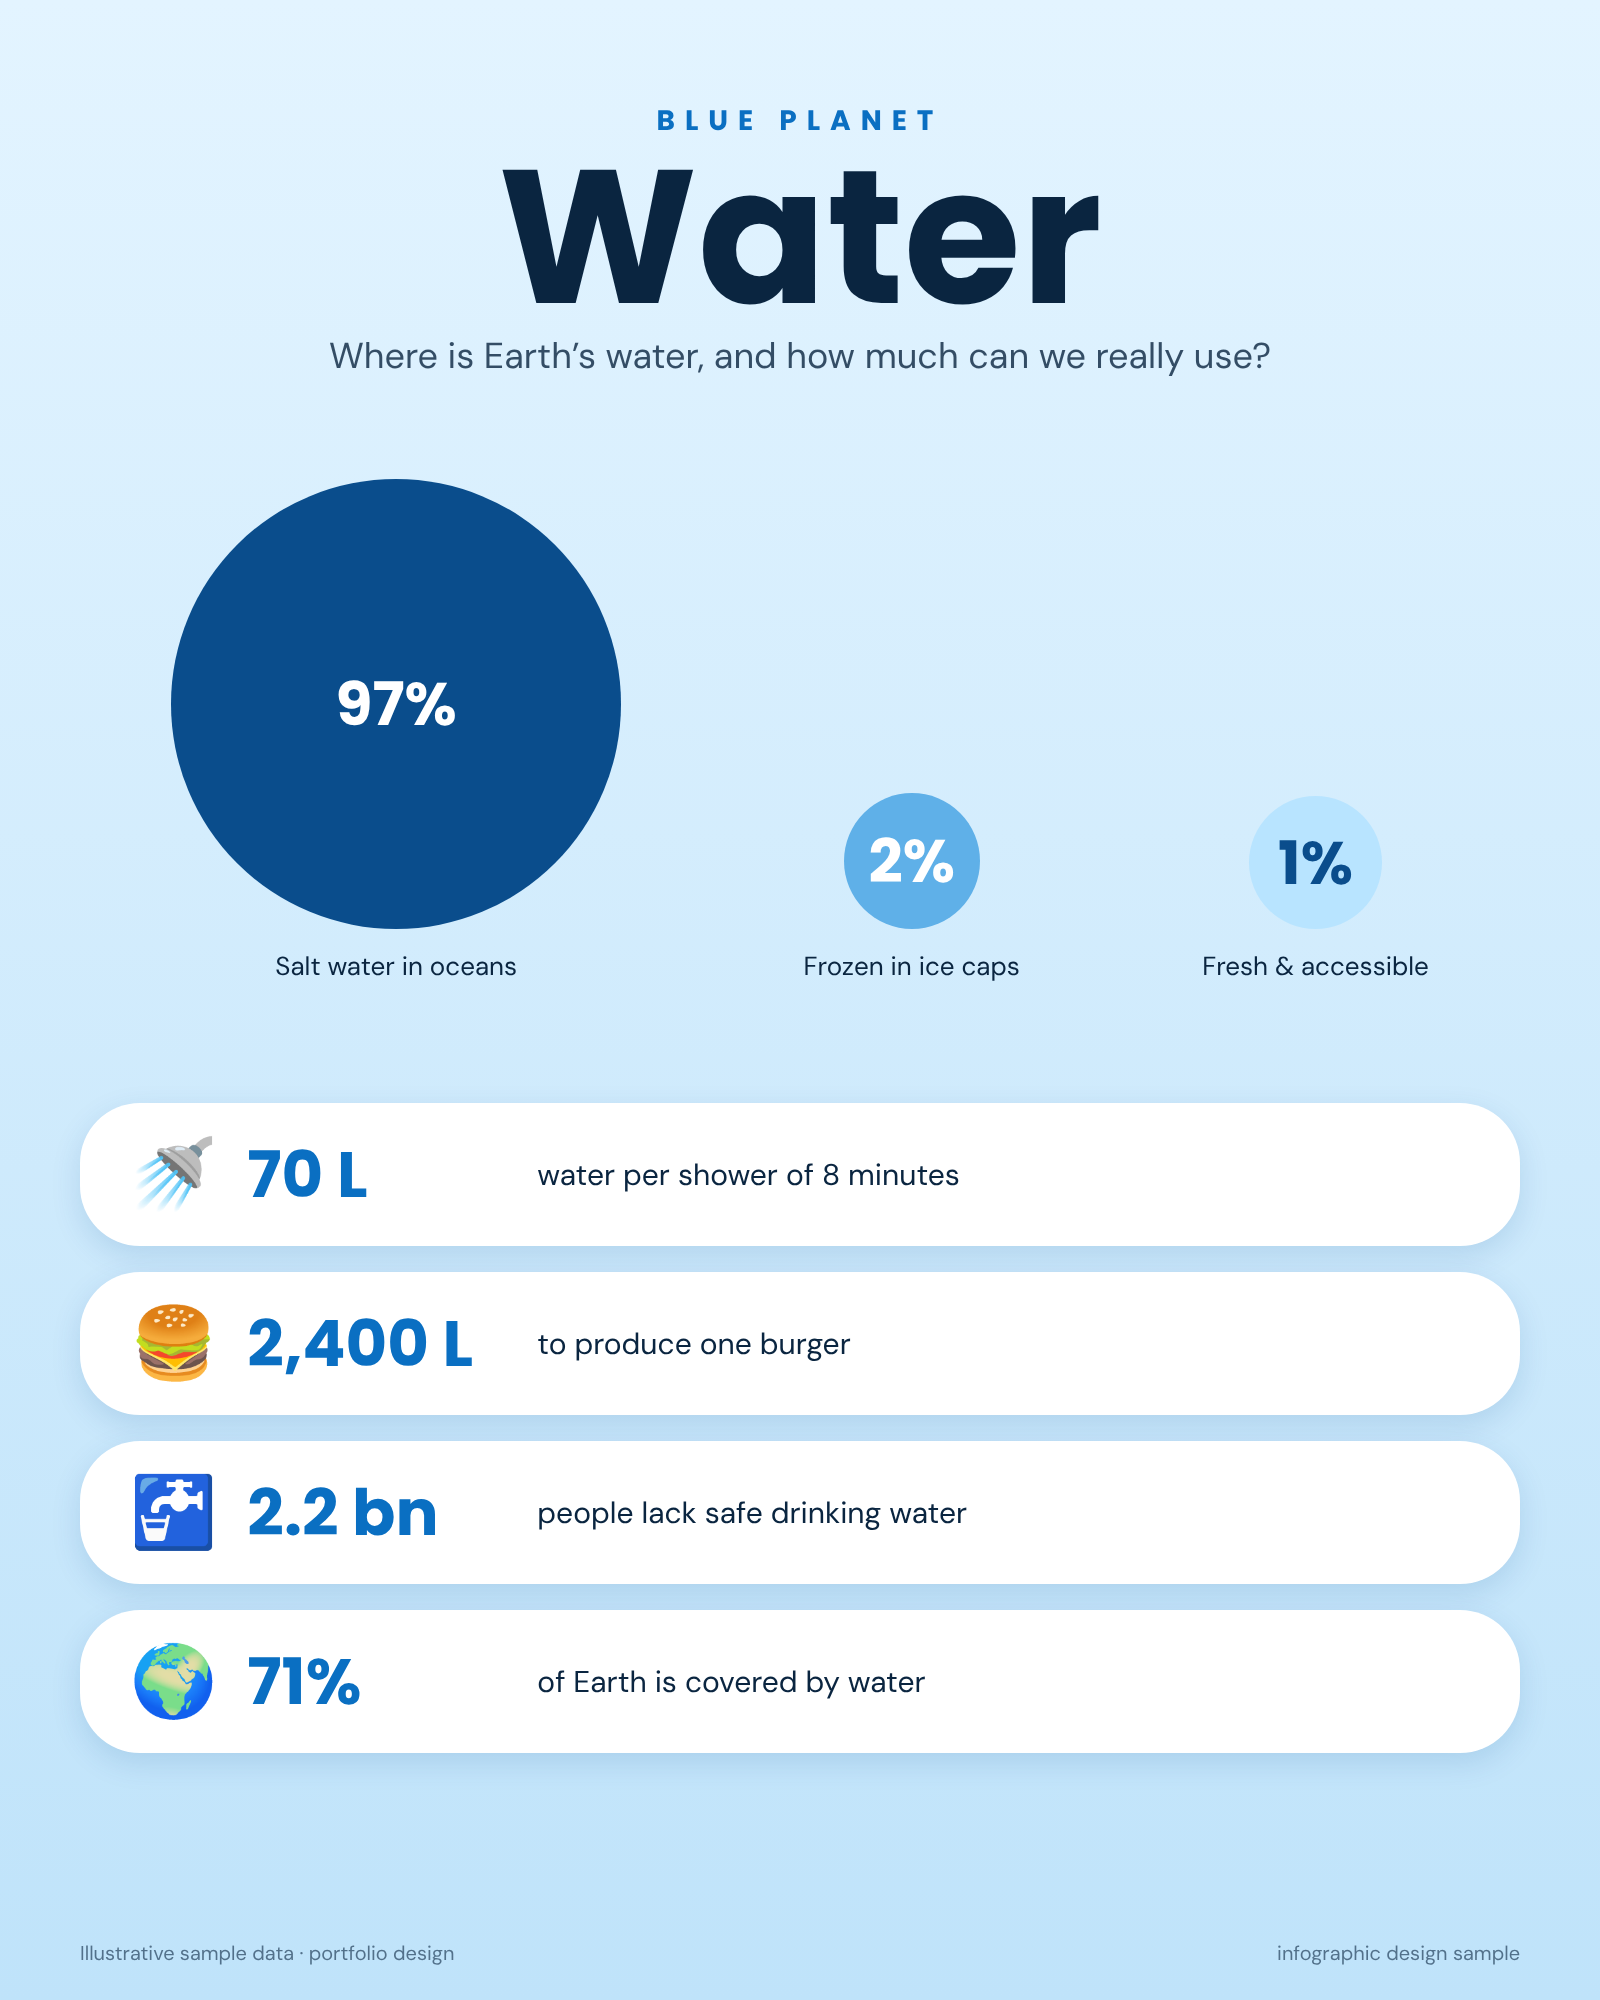 BLUE PLANET
Water
Where is Earth’s water, and how much can we really use?
97%
2%
1%
Salt water in oceans
Frozen in ice caps
Fresh & accessible
70 L water per shower of 8 minutes
2,400 L to produce one burger
2.2 bn people lack safe drinking water
71% of Earth is covered by water
Illustrative sample data · portfolio design
infographic design sample